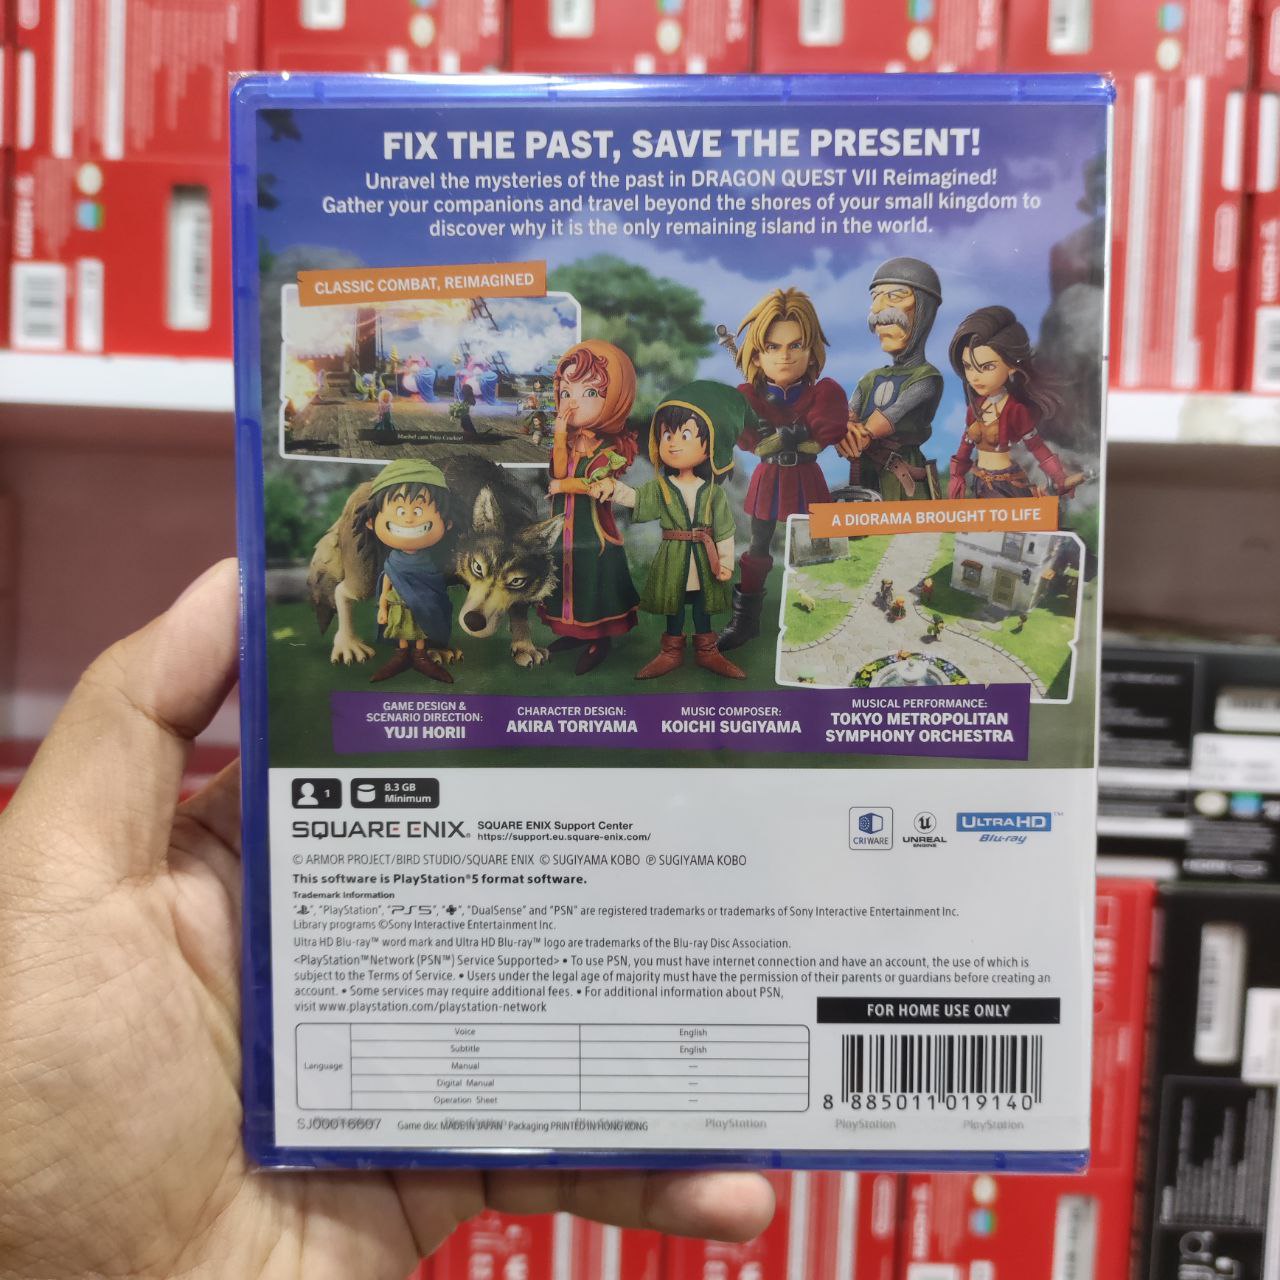 FIX THE PAST, SAVE THE PRESENT!
Unravel the mysteries of the past in DRAGON QUEST VII Reimagined!
Gather your companions and travel beyond the shores of your small kingdom to
discover why it is the only remaining island in the world.
CLASSIC COMBAT, REIMAGINED
A DIORAMA BROUGHT TO LIFE
GAME DESIGN &
SCENARIO DIRECTION:
YUJI HORII
CHARACTER DESIGN:
AKIRA TORIYAMA
MUSIC COMPOSER:
KOICHI SUGIYAMA
MUSICAL PERFORMANCE:
TOKYO METROPOLITAN
SYMPHONY ORCHESTRA
1
8.3 GB
Minimum
SQUARE ENIX®
SQUARE ENIX Support Center
https://support.eu.square-enix.com/
CRIWARE
UNREAL
ENGINE
ULTRA HD™
Blu-ray
© ARMOR PROJECT/BIRD STUDIO/SQUARE ENIX © SUGIYAMA KOBO ℗ SUGIYAMA KOBO
This software is PlayStation®5 format software.
Trademark Information
"", "PlayStation", "PS5", "", "DualSense" and "PSN" are registered trademarks or trademarks of Sony Interactive Entertainment Inc.
Library programs ©Sony Interactive Entertainment Inc.
Ultra HD Blu-ray™ word mark and Ultra HD Blu-ray™ logo are trademarks of the Blu-ray Disc Association.
<PlayStation™Network (PSN™) Service Supported> • To use PSN, you must have internet connection and have an account, the use of which is
subject to the Terms of Service. • Users under the legal age of majority must have the permission of their parents or guardians before creating an
account. • Some services may require additional fees. • For additional information about PSN,
visit www.playstation.com/playstation-network
FOR HOME USE ONLY
Language
Voice English
Subtitle English
Manual —
Digital Manual —
Operation Sheet —
8 885011 019140
SJ00016607 Game disc MADE IN JAPAN Packaging PRINTED IN HONG KONG
PlayStation PlayStation PlayStation